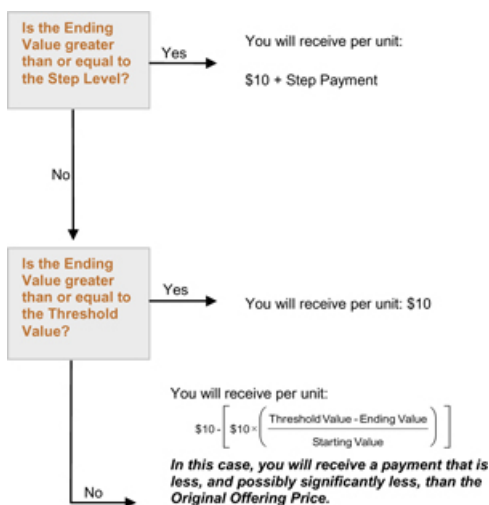 Is the Ending
Value greater
than or equal to
the Step Level?
Yes
You will receive per unit:
$10 + Step Payment
No
Is the Ending
Value greater
than or equal to
the Threshold
Value?
Yes
You will receive per unit: $10
You will receive per unit:
$10 - [ $10 × ( Threshold Value - Ending Value / Starting Value ) ]
In this case, you will receive a payment that is
less, and possibly significantly less, than the
Original Offering Price.
No